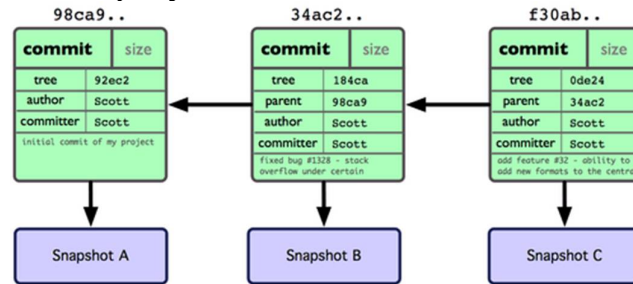 98ca9..
commit size
tree 92ec2
author Scott
committer Scott
initial commit of my project
Snapshot A
34ac2..
commit size
tree 184ca
parent 98ca9
author Scott
committer Scott
fixed bug #1328 - stack
overflow under certain
Snapshot B
f30ab..
commit size
tree 0de24
parent 34ac2
author Scott
committer Scott
add feature #32 - ability to
add new formats to the
Snapshot C